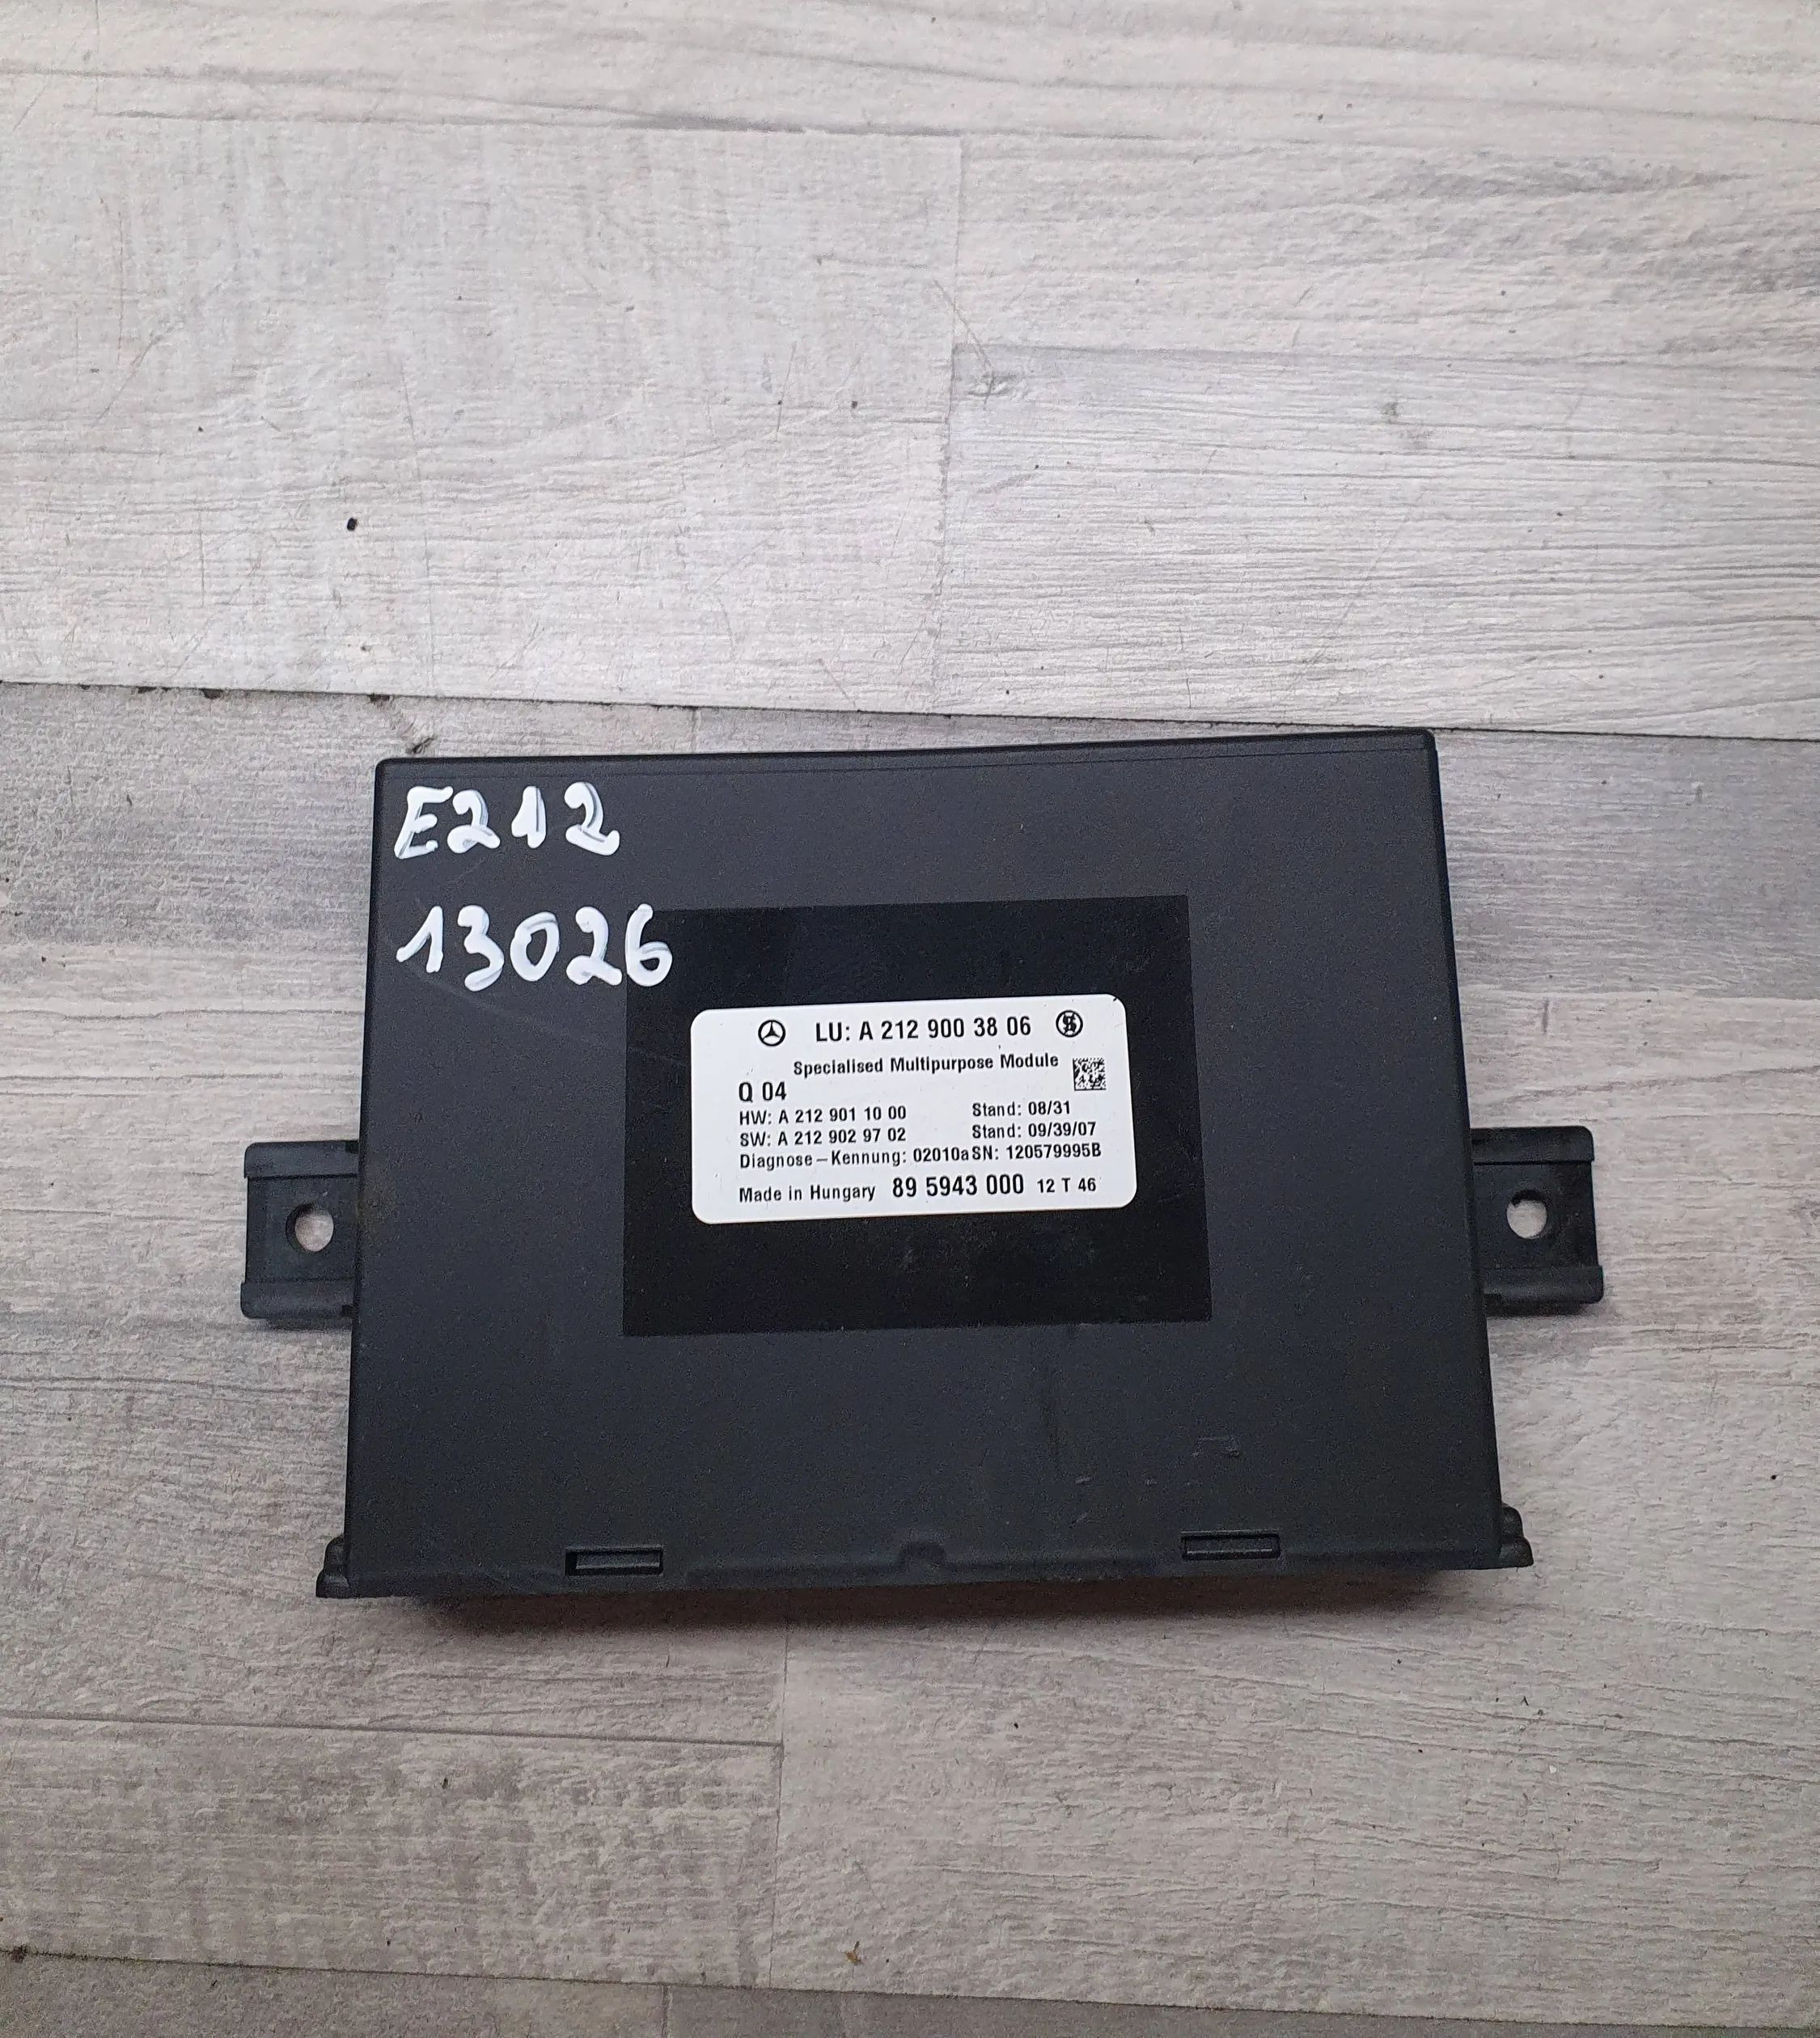 E212
13026
LU: A 212 900 38 06
Specialised Multipurpose Module
Q 04
HW: A 212 901 10 00 Stand: 08/31
SW: A 212 902 97 02 Stand: 09/39/07
Diagnose-Kennung: 02010a SN: 120579995B
Made in Hungary 89 5943 000 12 T 46